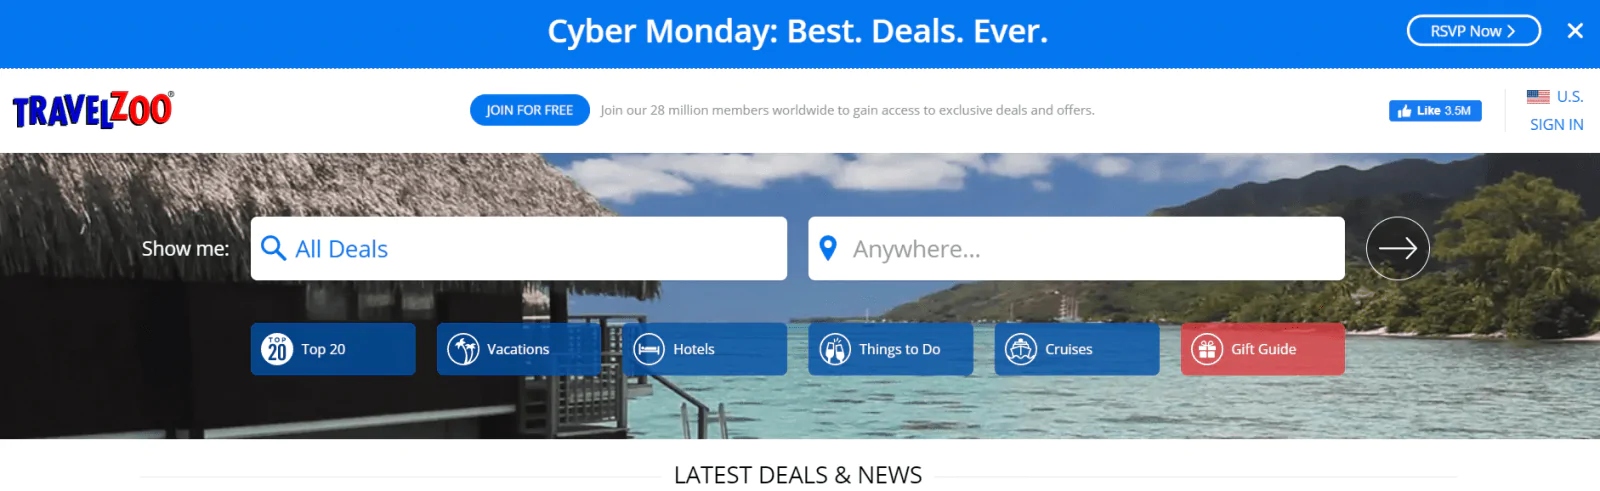 Cyber Monday: Best. Deals. Ever.
RSVP Now
TRAVELZOO®
JOIN FOR FREE
Join our 28 million members worldwide to gain access to exclusive deals and offers.
Like 3.5M
U.S.
SIGN IN
Show me:
All Deals
Anywhere...
TOP 20
Top 20
Vacations
Hotels
Things to Do
Cruises
Gift Guide
LATEST DEALS & NEWS